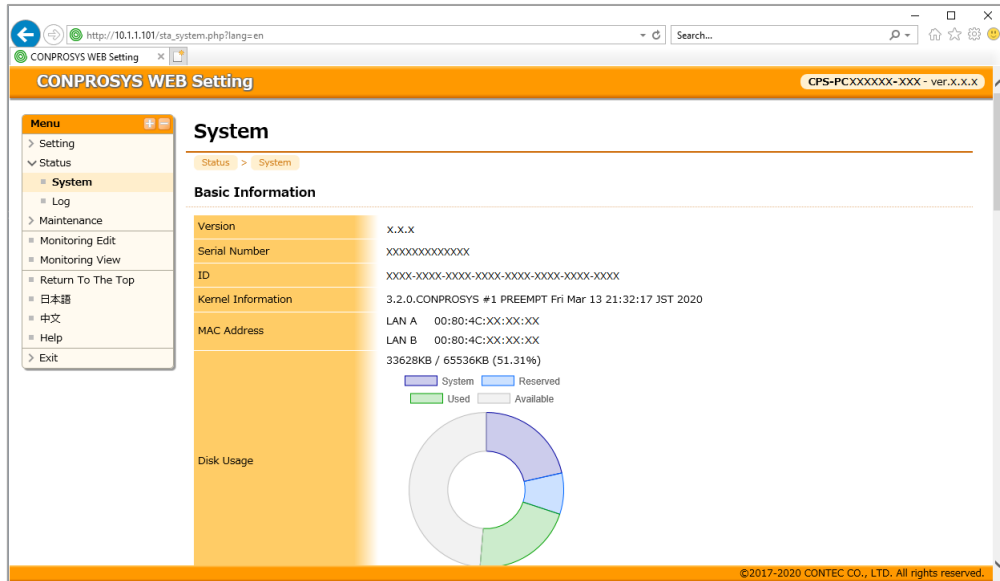 http://10.1.1.101/sta_system.php?lang=en
Search...
CONPROSYS WEB Setting
CONPROSYS WEB Setting
CPS-PCXXXXXX-XXX - ver.x.x.x
Menu
Setting
Status
System
Log
Maintenance
Monitoring Edit
Monitoring View
Return To The Top
日本語
中文
Help
Exit
System
Status > System
Basic Information
Version x.x.x
Serial Number XXXXXXXXXXXXX
ID XXXX-XXXX-XXXX-XXXX-XXXX-XXXX-XXXX-XXXX
Kernel Information 3.2.0.CONPROSYS #1 PREEMPT Fri Mar 13 21:32:17 JST 2020
MAC Address
LAN A 00:80:4C:XX:XX:XX
LAN B 00:80:4C:XX:XX:XX
Disk Usage
33628KB / 65536KB (51.31%)
System Reserved
Used Available
©2017-2020 CONTEC CO., LTD. All rights reserved.